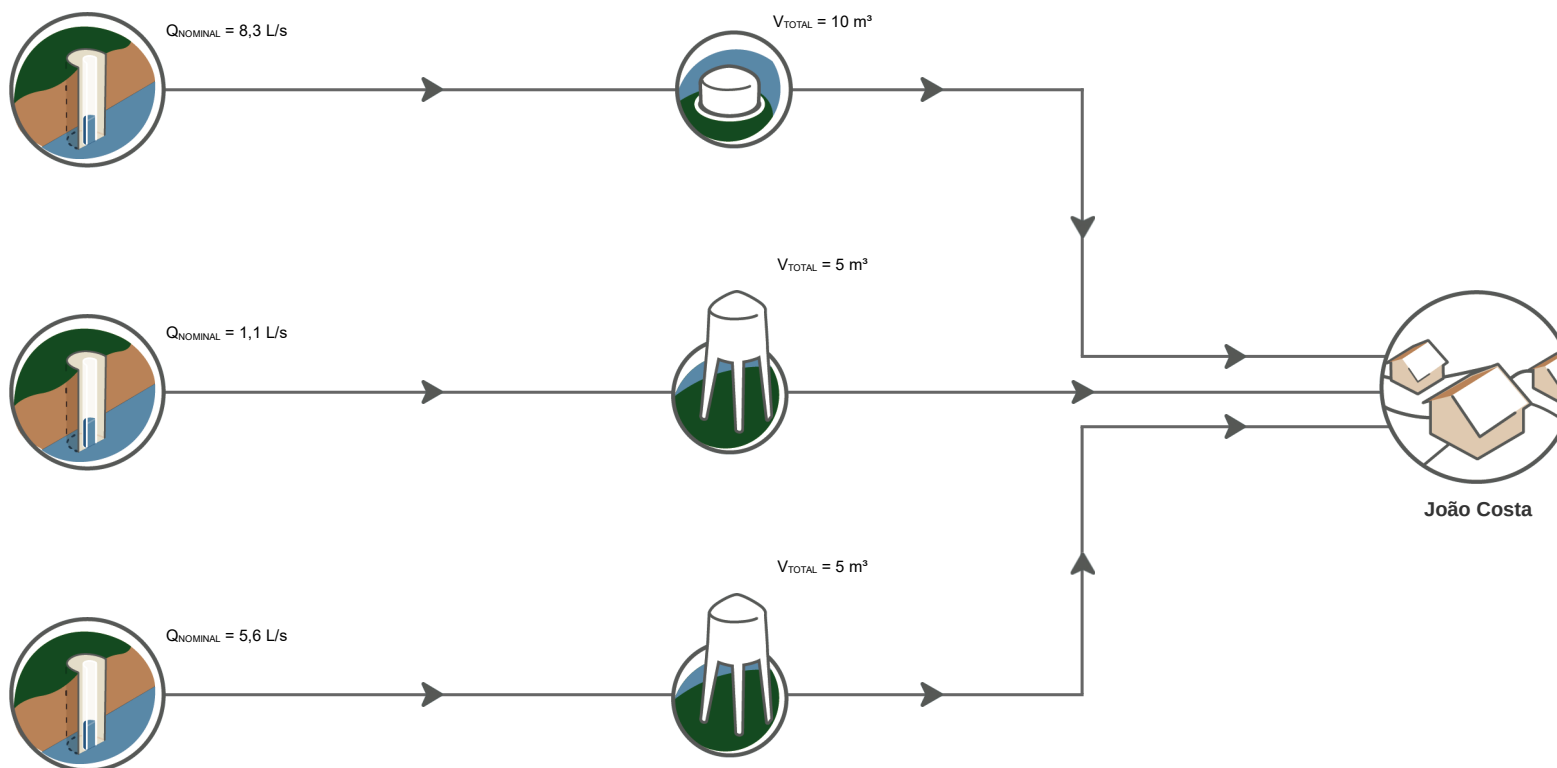 QNOMINAL = 8,3 L/s
VTOTAL = 10 m³
QNOMINAL = 1,1 L/s
VTOTAL = 5 m³
João Costa
QNOMINAL = 5,6 L/s
VTOTAL = 5 m³